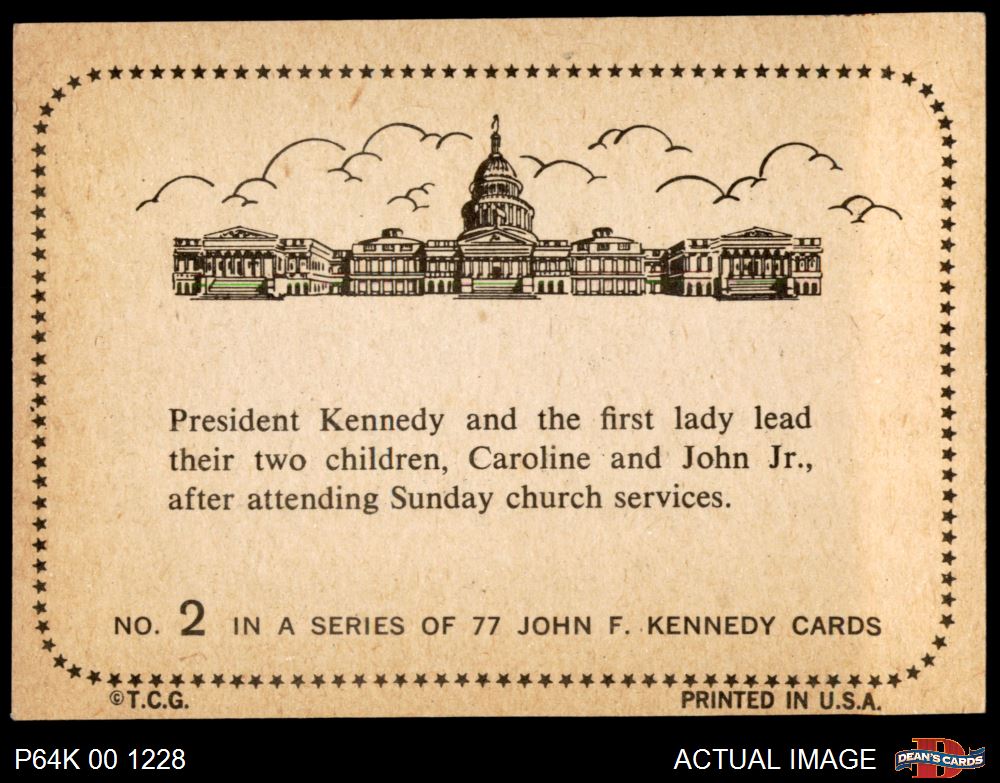 President Kennedy and the first lady lead
their two children, Caroline and John Jr.,
after attending Sunday church services.
NO. 2 IN A SERIES OF 77 JOHN F. KENNEDY CARDS
©T.C.G. PRINTED IN U.S.A.
P64K 00 1228 ACTUAL IMAGE D DEAN'S CARDS